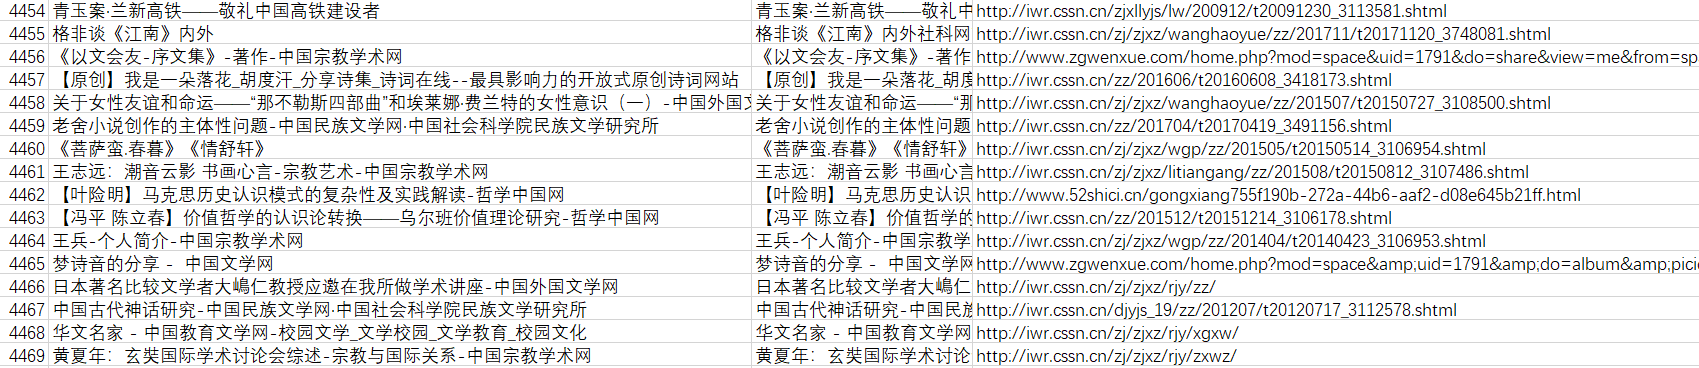 4454 青玉案·兰新高铁——敬礼中国高铁建设者 青玉案·兰新高铁——敬礼中 http://iwr.cssn.cn/zjxllyjs/lw/200912/t20091230_3113581.shtml
4455 格非谈《江南》内外 格非谈《江南》内外社科网 http://iwr.cssn.cn/zj/zjxz/wanghaoyue/zz/201711/t20171120_3748081.shtml
4456 《以文会友-序文集》-著作-中国宗教学术网 《以文会友-序文集》-著作 http://www.zgwenxue.com/home.php?mod=space&uid=1791&do=share&view=me&from=sp
4457 【原创】我是一朵落花_胡度汗_分享诗集_诗词在线--最具影响力的开放式原创诗词网站 【原创】我是一朵落花_胡度 http://iwr.cssn.cn/zz/201606/t20160608_3418173.shtml
4458 关于女性友谊和命运——“那不勒斯四部曲”和埃莱娜·费兰特的女性意识（一）-中国外国文 关于女性友谊和命运——“那 http://iwr.cssn.cn/zj/zjxz/wanghaoyue/zz/201507/t20150727_3108500.shtml
4459 老舍小说创作的主体性问题-中国民族文学网·中国社会科学院民族文学研究所 老舍小说创作的主体性问题 http://iwr.cssn.cn/zz/201704/t20170419_3491156.shtml
4460 《菩萨蛮.春暮》《情舒轩》 《菩萨蛮.春暮》《情舒轩》 http://iwr.cssn.cn/zj/zjxz/wgp/zz/201505/t20150514_3106954.shtml
4461 王志远：潮音云影 书画心言-宗教艺术-中国宗教学术网 王志远：潮音云影 书画心言 http://iwr.cssn.cn/zj/zjxz/litiangang/zz/201508/t20150812_3107486.shtml
4462 【叶险明】马克思历史认识模式的复杂性及实践解读-哲学中国网 【叶险明】马克思历史认识 http://www.52shici.cn/gongxiang755f190b-272a-44b6-aaf2-d08e645b21ff.html
4463 【冯平 陈立春】价值哲学的认识论转换——乌尔班价值理论研究-哲学中国网 【冯平 陈立春】价值哲学的 http://iwr.cssn.cn/zz/201512/t20151214_3106178.shtml
4464 王兵-个人简介-中国宗教学术网 王兵-个人简介-中国宗教学 http://iwr.cssn.cn/zj/zjxz/wgp/zz/201404/t20140423_3106953.shtml
4465 梦诗音的分享 - 中国文学网 梦诗音的分享 - 中国文学网 http://www.zgwenxue.com/home.php?mod=space&amp;uid=1791&amp;do=album&amp;picic
4466 日本著名比较文学者大嶋仁教授应邀在我所做学术讲座-中国外国文学网 日本著名比较文学者大嶋仁 http://iwr.cssn.cn/zj/zjxz/rjy/zz/
4467 中国古代神话研究-中国民族文学网·中国社会科学院民族文学研究所 中国古代神话研究-中国民族 http://iwr.cssn.cn/djyjs_19/zz/201207/t20120717_3112578.shtml
4468 华文名家 - 中国教育文学网-校园文学_文学校园_文学教育_校园文化 华文名家 - 中国教育文学网 http://iwr.cssn.cn/zj/zjxz/rjy/xgxw/
4469 黄夏年：玄奘国际学术讨论会综述-宗教与国际关系-中国宗教学术网 黄夏年：玄奘国际学术讨论 http://iwr.cssn.cn/zj/zjxz/rjy/zxwz/